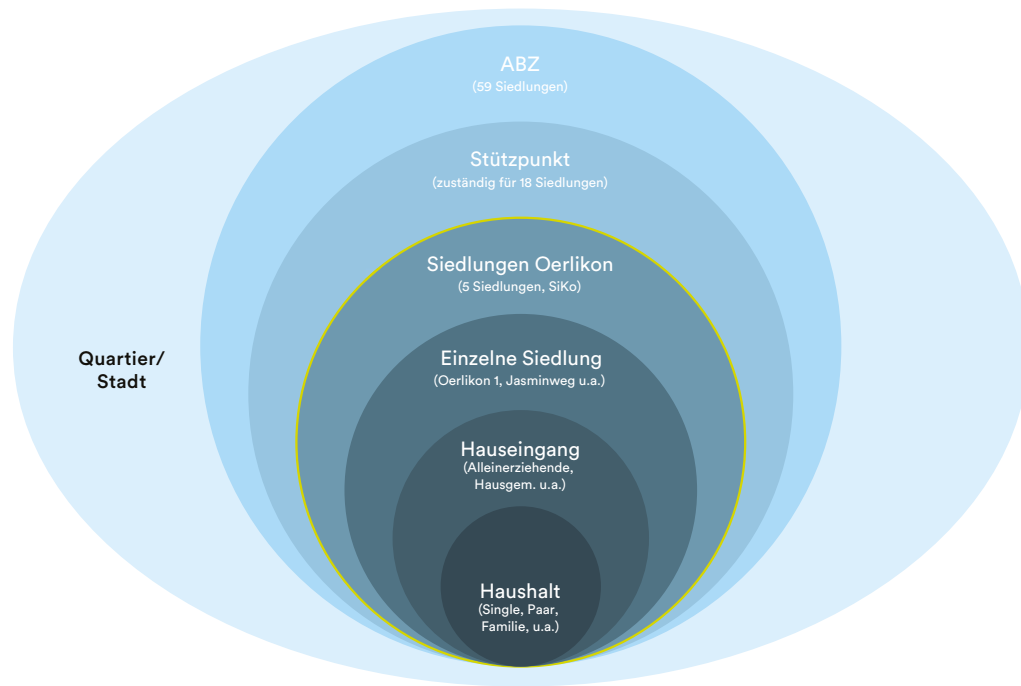 ABZ
(59 Siedlungen)
Stützpunkt
(zuständig für 18 Siedlungen)
Siedlungen Oerlikon
(5 Siedlungen, SiKo)
Quartier/
Stadt
Einzelne Siedlung
(Oerlikon 1, Jasminweg u.a.)
Hauseingang
(Alleinerziehende,
Hausgem. u.a.)
Haushalt
(Single, Paar,
Familie, u.a.)